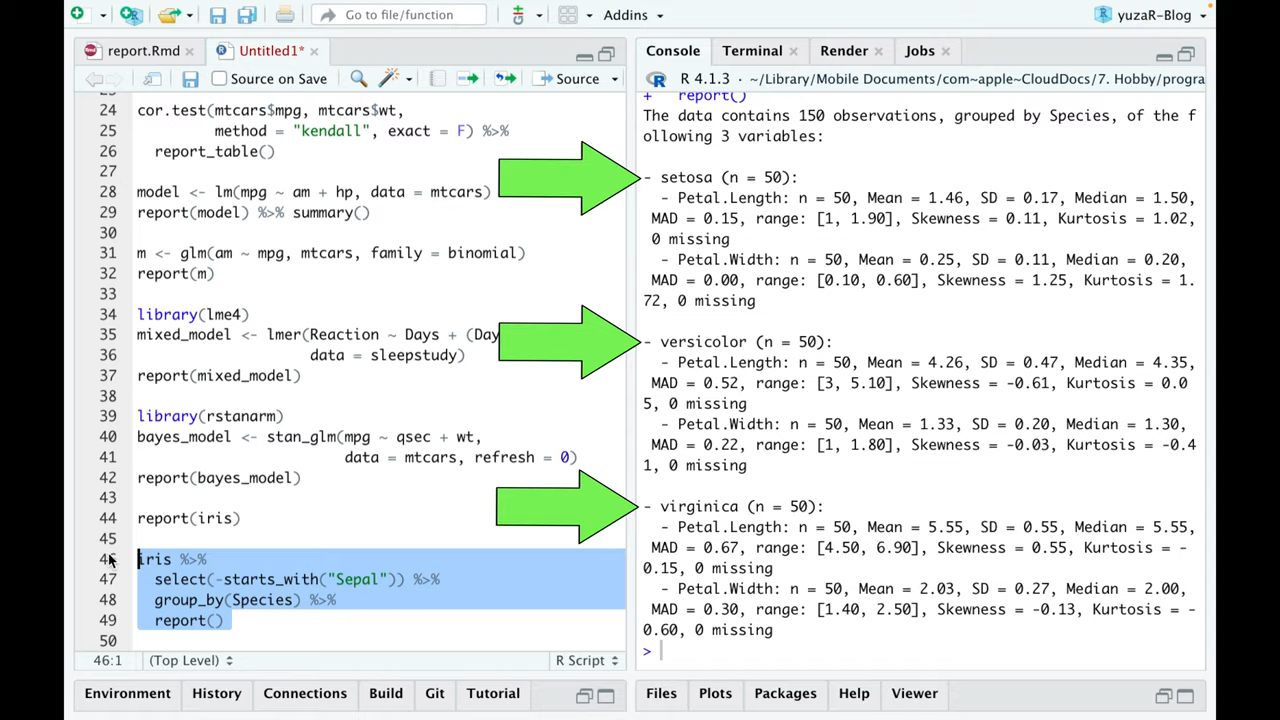 Go to file/function
Addins
yuzaR-Blog
report.Rmd
Untitled1*
Source on Save
Source
24 cor.test(mtcars$mpg, mtcars$wt,
25 method = "kendall", exact = F) %>%
26 report_table()
27
28 model <- lm(mpg ~ am + hp, data = mtcars)
29 report(model) %>% summary()
30
31 m <- glm(am ~ mpg, mtcars, family = binomial)
32 report(m)
33
34 library(lme4)
35 mixed_model <- lmer(Reaction ~ Days + (Day
36 data = sleepstudy)
37 report(mixed_model)
38
39 library(rstanarm)
40 bayes_model <- stan_glm(mpg ~ qsec + wt,
41 data = mtcars, refresh = 0)
42 report(bayes_model)
43
44 report(iris)
45
46 iris %>%
47 select(-starts_with("Sepal")) %>%
48 group_by(Species) %>%
49 report()
50
46:1 (Top Level) R Script
Environment History Connections Build Git Tutorial
Console Terminal Render Jobs
R 4.1.3 · ~/Library/Mobile Documents/com~apple~CloudDocs/7. Hobby/progra
+ report()
The data contains 150 observations, grouped by Species, of the f
ollowing 3 variables:
- setosa (n = 50):
- Petal.Length: n = 50, Mean = 1.46, SD = 0.17, Median = 1.50,
MAD = 0.15, range: [1, 1.90], Skewness = 0.11, Kurtosis = 1.02,
0 missing
- Petal.Width: n = 50, Mean = 0.25, SD = 0.11, Median = 0.20,
MAD = 0.00, range: [0.10, 0.60], Skewness = 1.25, Kurtosis = 1.
72, 0 missing
- versicolor (n = 50):
- Petal.Length: n = 50, Mean = 4.26, SD = 0.47, Median = 4.35,
MAD = 0.52, range: [3, 5.10], Skewness = -0.61, Kurtosis = 0.0
5, 0 missing
- Petal.Width: n = 50, Mean = 1.33, SD = 0.20, Median = 1.30,
MAD = 0.22, range: [1, 1.80], Skewness = -0.03, Kurtosis = -0.4
1, 0 missing
- virginica (n = 50):
- Petal.Length: n = 50, Mean = 5.55, SD = 0.55, Median = 5.55,
MAD = 0.67, range: [4.50, 6.90], Skewness = 0.55, Kurtosis = -
0.15, 0 missing
- Petal.Width: n = 50, Mean = 2.03, SD = 0.27, Median = 2.00,
MAD = 0.30, range: [1.40, 2.50], Skewness = -0.13, Kurtosis = -
0.60, 0 missing
>
Files Plots Packages Help Viewer